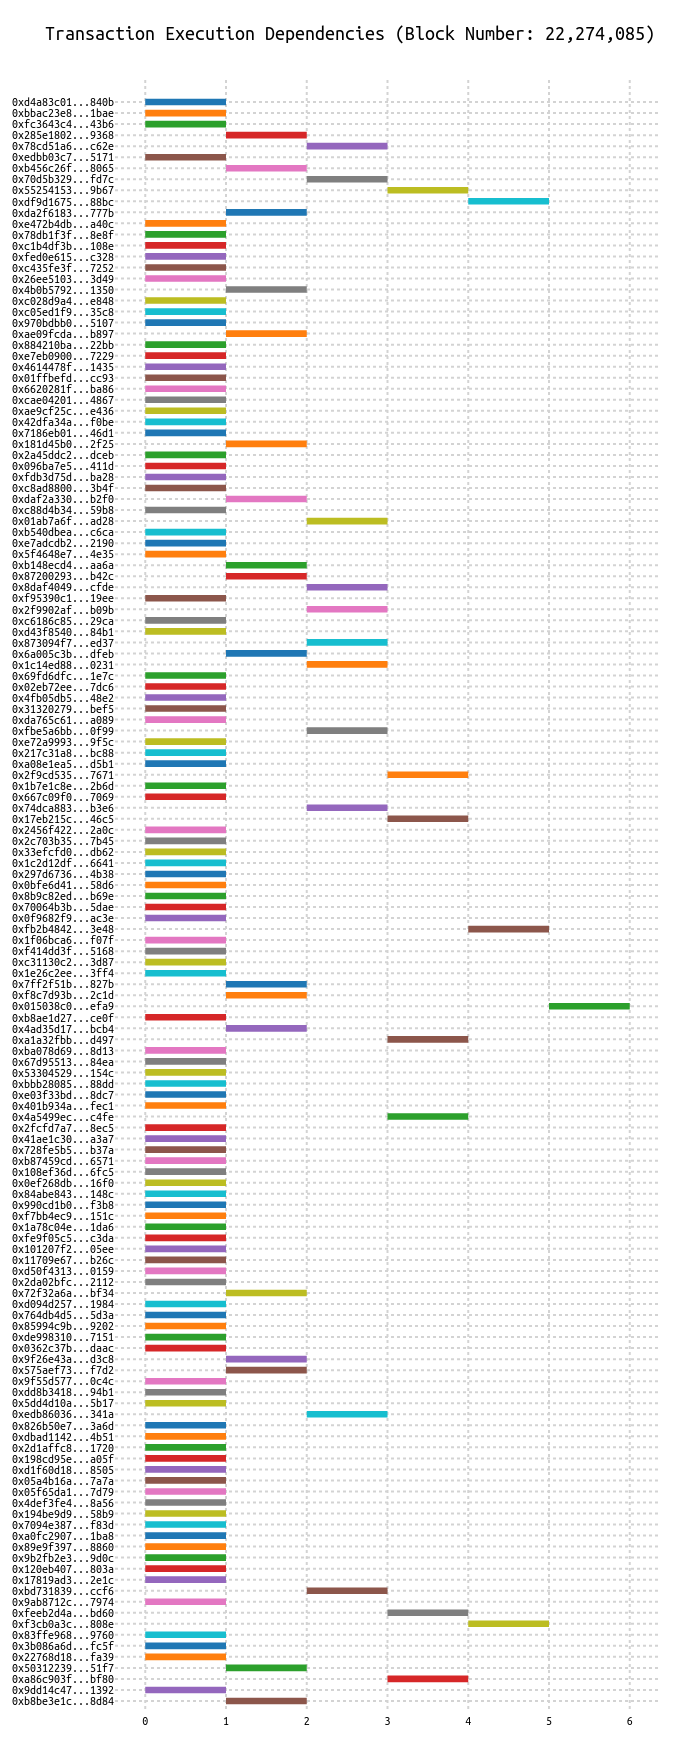 Transaction Execution Dependencies (Block Number: 22,274,085)
0xd4a83c01...840b
0xbbac23e8...1bae
0xfc3643c4...43b6
0x285e1802...9368
0x78cd51a6...c62e
0xedbb03c7...5171
0xb456c26f...8065
0x70d5b329...fd7c
0x55254153...9b67
0xdf9d1675...88bc
0xda2f6183...777b
0xe472b4db...a40c
0x78db1f3f...8e8f
0xc1b4df3b...108e
0xfed0e615...c328
0xc435fe3f...7252
0x26ee5103...3d49
0x4b0b5792...1350
0xc028d9a4...e848
0xc05ed1f9...35c8
0x970bdbb0...5107
0xae09fcda...b897
0x884210ba...22bb
0xe7eb0900...7229
0x4614478f...1435
0x01ffbefd...cc93
0x6620281f...ba86
0xcae04201...4867
0xae9cf25c...e436
0x42dfa34a...f0be
0x7186eb01...46d1
0x181d45b0...2f25
0x2a45ddc2...dceb
0x096ba7e5...411d
0xfdb3d75d...ba28
0xc8ad8800...3b4f
0xdaf2a330...b2f0
0xc88d4b34...59b8
0x01ab7a6f...ad28
0xb540dbea...c6ca
0xe7adcdb2...2190
0x5f4648e7...4e35
0xb148ecd4...aa6a
0x87200293...b42c
0x8daf4049...cfde
0xf95390c1...19ee
0x2f9902af...b09b
0xc6186c85...29ca
0xd43f8540...84b1
0x873094f7...ed37
0x6a005c3b...dfeb
0x1c14ed88...0231
0x69fd6dfc...1e7c
0x02eb72ee...7dc6
0x4fb05db5...48e2
0x31320279...bef5
0xda765c61...a089
0xfbe5a6bb...0f99
0xe72a9993...9f5c
0x217c31a8...bc88
0xa08e1ea5...d5b1
0x2f9cd535...7671
0x1b7e1c8e...2b6d
0x667c09f0...7069
0x74dca883...b3e6
0x17eb215c...46c5
0x2456f422...2a0c
0x2c703b35...7b45
0x33efcfd0...db62
0x1c2d12df...6641
0x297d6736...4b38
0x0bfe6d41...58d6
0x8b9c82ed...b69e
0x70064b3b...5dae
0x0f9682f9...ac3e
0xfb2b4842...3e48
0x1f06bca6...f07f
0xf414dd3f...5168
0xc31130c2...3d87
0x1e26c2ee...3ff4
0x7ff2f51b...827b
0xf8c7d93b...2c1d
0x015038c0...efa9
0xb8ae1d27...ce0f
0x4ad35d17...bcb4
0xa1a32fbb...d497
0xba078d69...8d13
0x67d95513...84ea
0x53304529...154c
0xbbb28085...88dd
0xe03f33bd...8dc7
0x401b934a...fec1
0x4a5499ec...c4fe
0x2fcfd7a7...8ec5
0x41ae1c30...a3a7
0x728fe5b5...b37a
0xb87459cd...6571
0x108ef36d...6fc5
0x0ef268db...16f0
0x84abe843...148c
0x990cd1b0...f3b8
0xf7bb4ec9...151c
0x1a78c04e...1da6
0xfe9f05c5...c3da
0x101207f2...05ee
0x11709e67...b26c
0xd50f4313...0159
0x2da02bfc...2112
0x72f32a6a...bf34
0xd094d257...1984
0x764db4d5...5d3a
0x85994c9b...9202
0xde998310...7151
0x0362c37b...daac
0x9f26e43a...d3c8
0x575aef73...f7d2
0x9f55d577...0c4c
0xdd8b3418...94b1
0x5dd4d10a...5b17
0xedb86036...341a
0x826b50e7...3a6d
0xdbad1142...4b51
0x2d1affc8...1720
0x198cd95e...a05f
0xd1f60d18...8505
0x05a4b16a...7a7a
0x05f65da1...7d79
0x4def3fe4...8a56
0x194be9d9...58b9
0x7094e387...f83d
0xa0fc2907...1ba8
0x89e9f397...8860
0x9b2fb2e3...9d0c
0x120eb407...803a
0x17819ad3...2e1c
0xbd731839...ccf6
0x9ab8712c...7974
0xfeeb2d4a...bd60
0xf3cb0a3c...808e
0x83ffe968...9760
0x3b086a6d...fc5f
0x22768d18...fa39
0x50312239...51f7
0xa86c903f...bf80
0x9dd14c47...1392
0xb8be3e1c...8d84
0 1 2 3 4 5 6